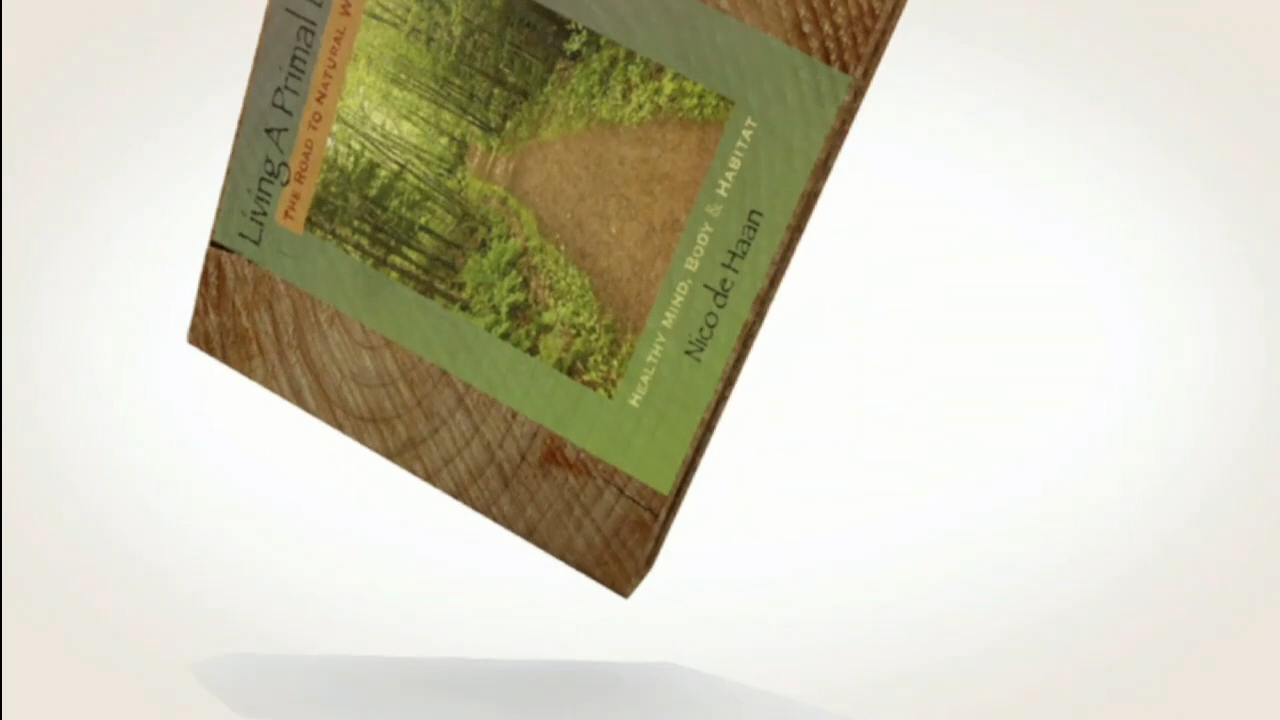 Living A Primal
THE ROAD TO NATURAL
HEALTHY MIND, BODY & HABITAT
Nico de Haan